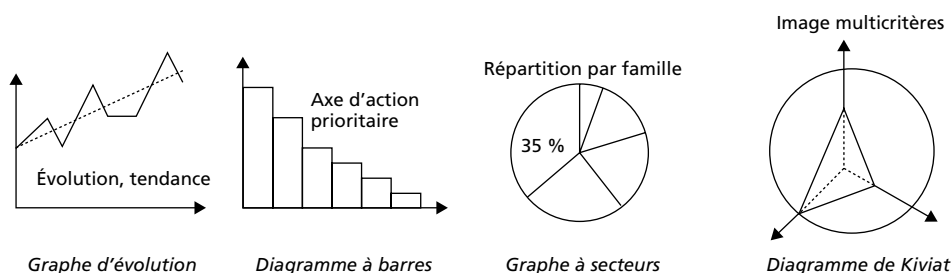 Image multicritères
Répartition par famille
Axe d'action
prioritaire
35 %
Évolution, tendance
Graphe d'évolution
Diagramme à barres
Graphe à secteurs
Diagramme de Kiviat